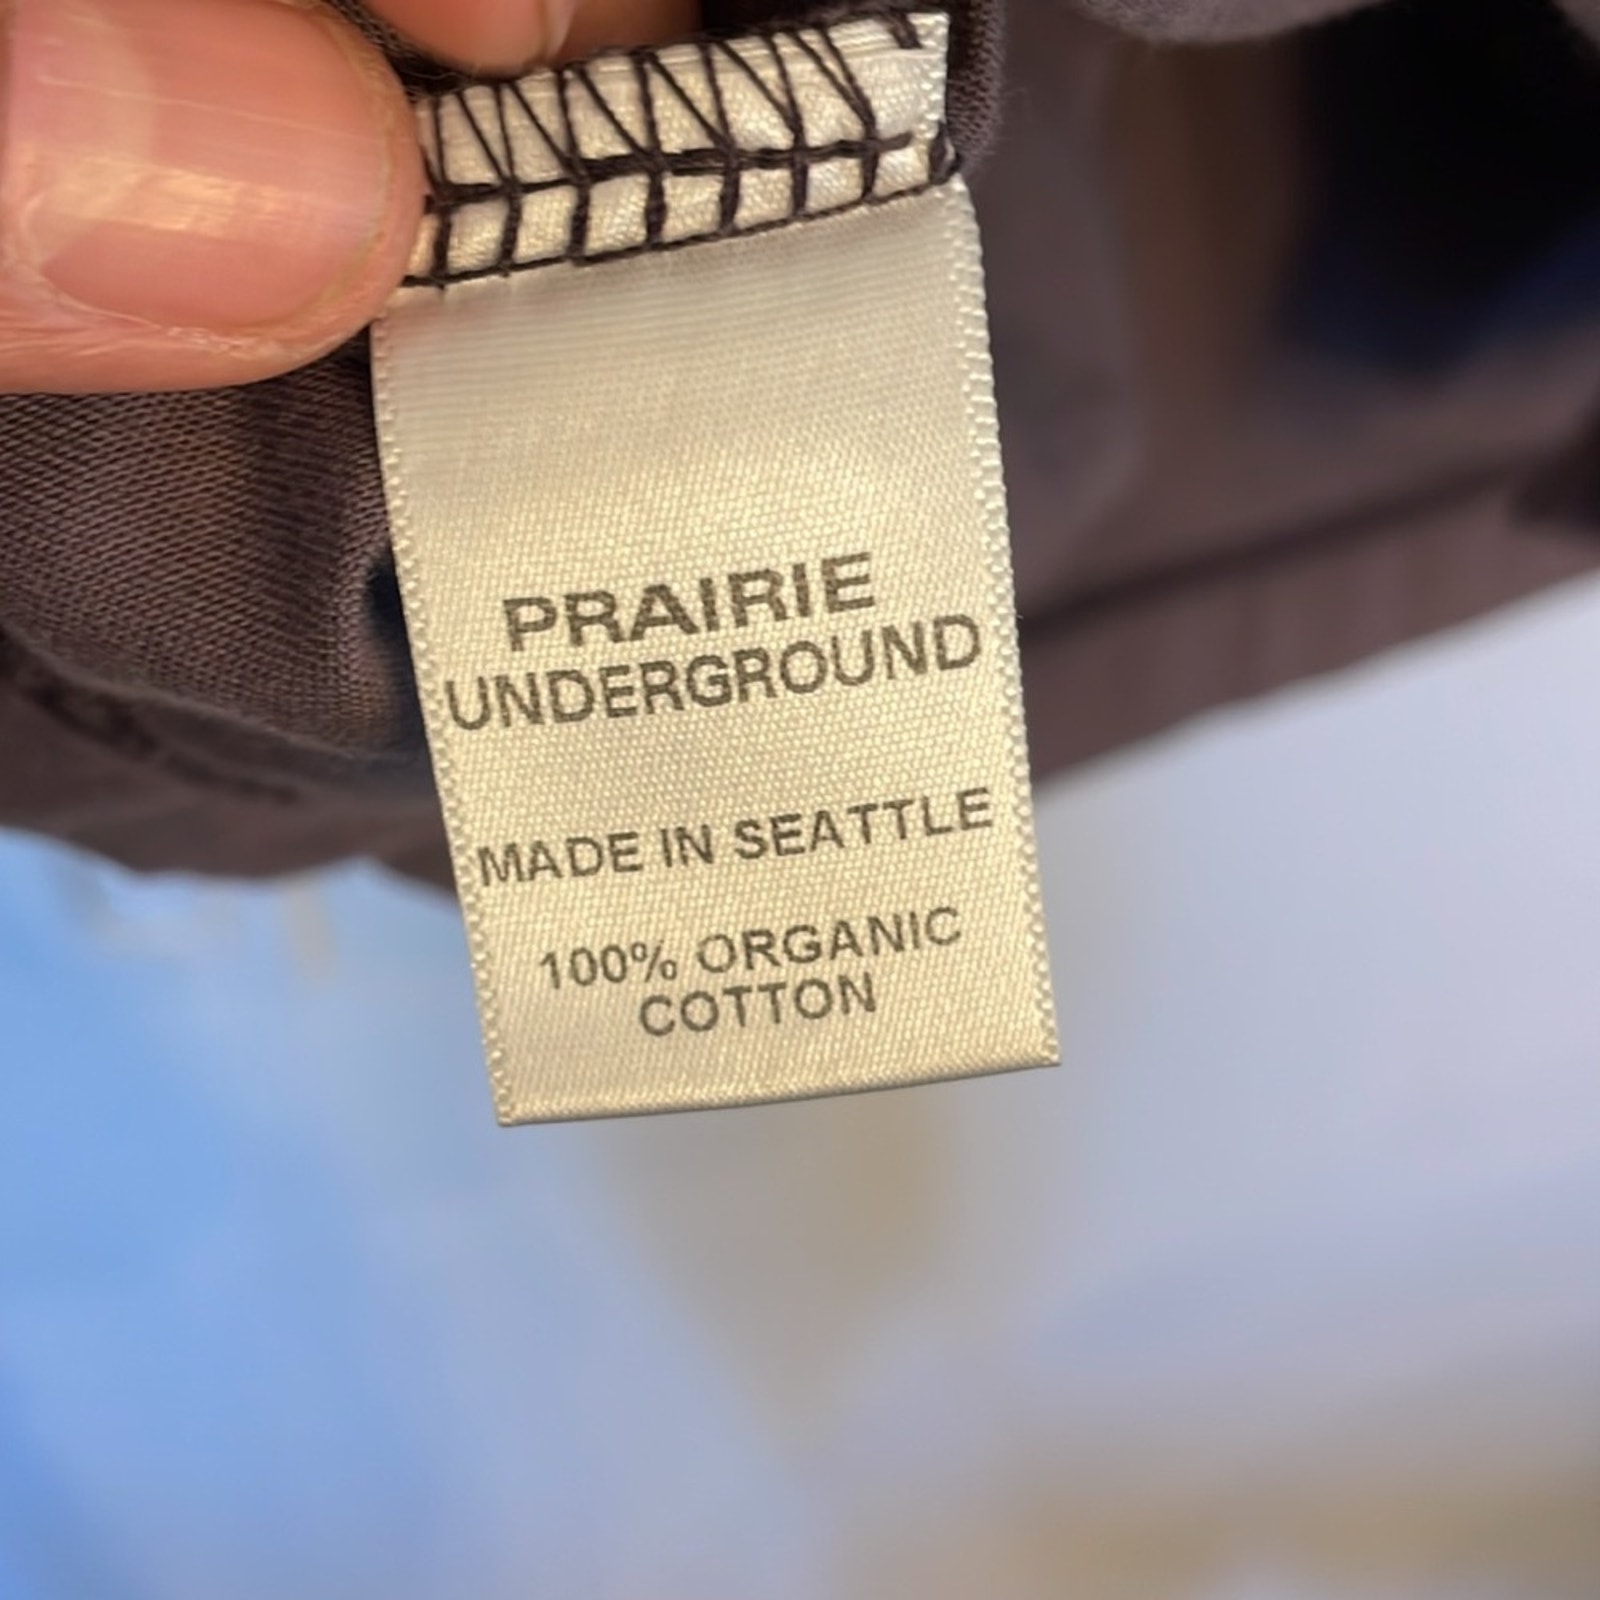 PRAIRIE
UNDERGROUND
MADE IN SEATTLE
100% ORGANIC
COTTON